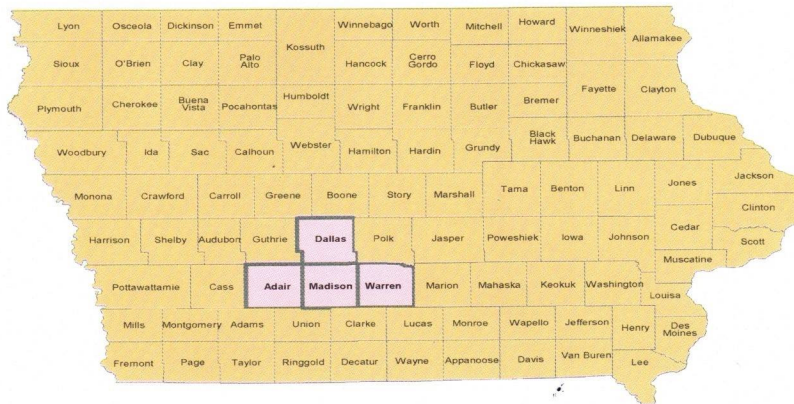 Lyon
Osceola
Dickinson
Emmet
Kossuth
Winnebago
Worth
Mitchell
Howard
Winneshiek
Allamakee
Sioux
O'Brien
Clay
Palo
Alto
Hancock
Cerro
Gordo
Floyd
Chickasaw
Fayette
Clayton
Plymouth
Cherokee
Buena
Vista
Pocahontas
Humboldt
Wright
Franklin
Butler
Bremer
Woodbury
Ida
Sac
Calhoun
Webster
Hamilton
Hardin
Grundy
Black
Hawk
Buchanan
Delaware
Dubuque
Monona
Crawford
Carroll
Greene
Boone
Story
Marshall
Tama
Benton
Linn
Jones
Jackson
Clinton
Harrison
Shelby
Audubon
Guthrie
Dallas
Polk
Jasper
Poweshiek
Iowa
Johnson
Cedar
Scott
Muscatine
Pottawattamie
Cass
Adair
Madison
Warren
Marion
Mahaska
Keokuk
Washington
Louisa
Mills
Montgomery
Adams
Union
Clarke
Lucas
Monroe
Wapello
Jefferson
Henry
Des
Moines
Fremont
Page
Taylor
Ringgold
Decatur
Wayne
Appanoose
Davis
Van Buren
Lee